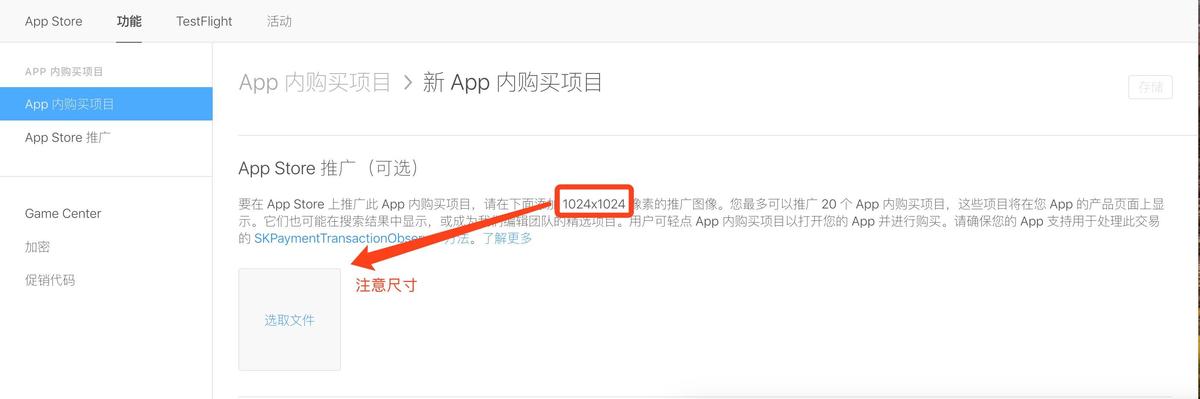 App Store 功能 TestFlight 活动
APP 内购买项目
App 内购买项目
App Store 推广
Game Center
加密
促销代码
App 内购买项目 > 新 App 内购买项目
存储
App Store 推广（可选）
要在 App Store 上推广此 App 内购买项目，请在下面添 1024x1024 像素的推广图像。您最多可以推广 20 个 App 内购买项目，这些项目将在您 App 的产品页面上显
示。它们也可能在搜索结果中显示，或成为我们编辑团队的精选项目。用户可轻点 App 内购买项目以打开您的 App 并进行购买。请确保您的 App 支持用于处理此交易
的 SKPaymentTransactionObser 方法。了解更多
注意尺寸
选取文件